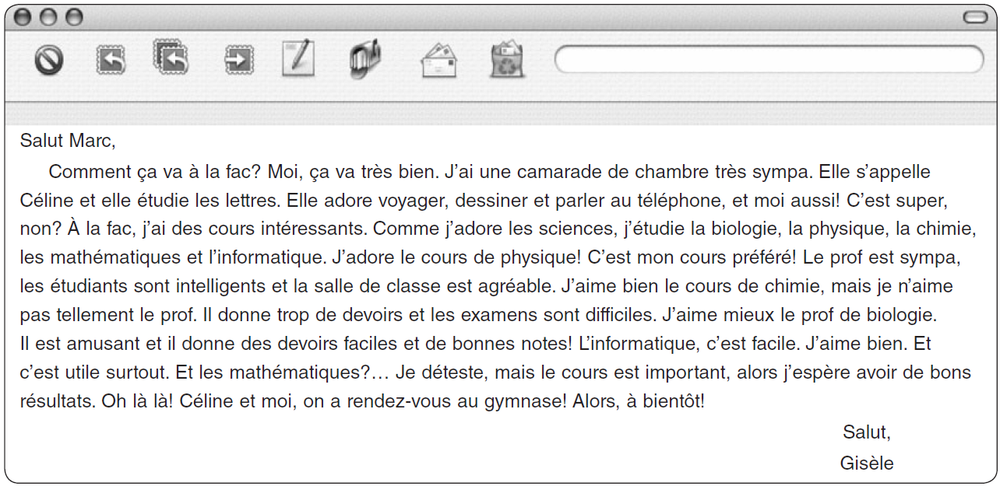 Salut Marc,
Comment ça va à la fac? Moi, ça va très bien. J'ai une camarade de chambre très sympa. Elle s'appelle
Céline et elle étudie les lettres. Elle adore voyager, dessiner et parler au téléphone, et moi aussi! C'est super,
non? À la fac, j'ai des cours intéressants. Comme j'adore les sciences, j'étudie la biologie, la physique, la chimie,
les mathématiques et l'informatique. J'adore le cours de physique! C'est mon cours préféré! Le prof est sympa,
les étudiants sont intelligents et la salle de classe est agréable. J'aime bien le cours de chimie, mais je n'aime
pas tellement le prof. Il donne trop de devoirs et les examens sont difficiles. J'aime mieux le prof de biologie.
Il est amusant et il donne des devoirs faciles et de bonnes notes! L'informatique, c'est facile. J'aime bien. Et
c'est utile surtout. Et les mathématiques?… Je déteste, mais le cours est important, alors j'espère avoir de bons
résultats. Oh là là! Céline et moi, on a rendez-vous au gymnase! Alors, à bientôt!
Salut,
Gisèle